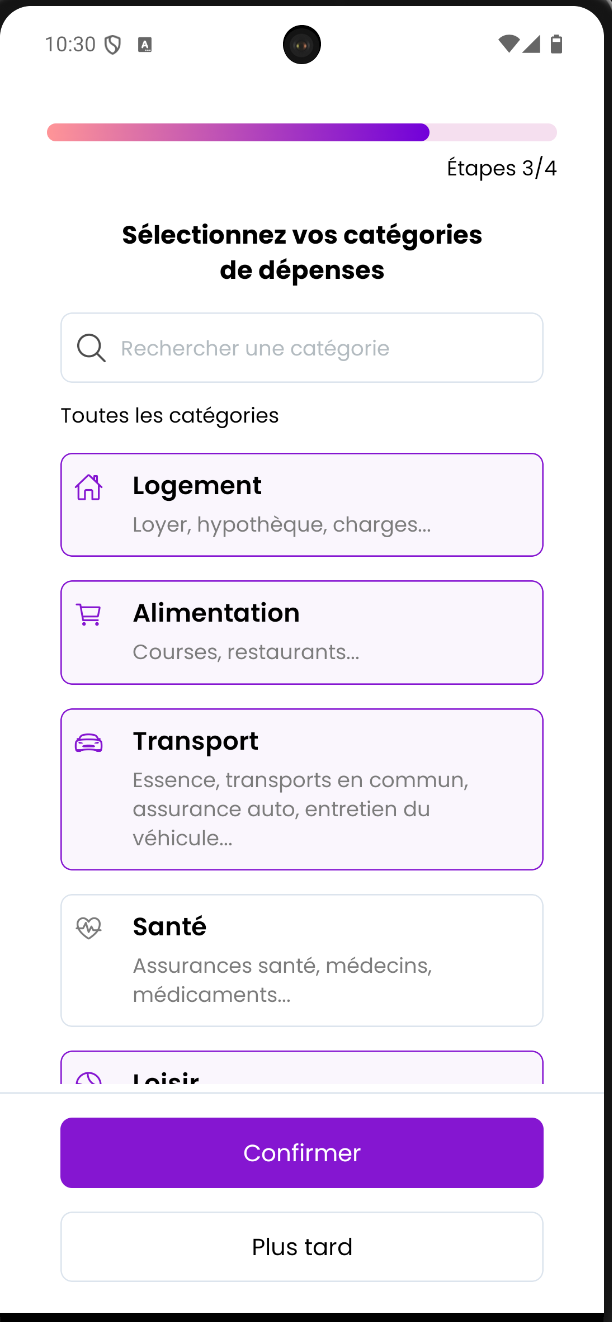 10:30
A
Étapes 3/4
Sélectionnez vos catégories
de dépenses
Rechercher une catégorie
Toutes les catégories
Logement
Loyer, hypothèque, charges...
Alimentation
Courses, restaurants...
Transport
Essence, transports en commun,
assurance auto, entretien du
véhicule...
Santé
Assurances santé, médecins,
médicaments...
Loisir
Confirmer
Plus tard